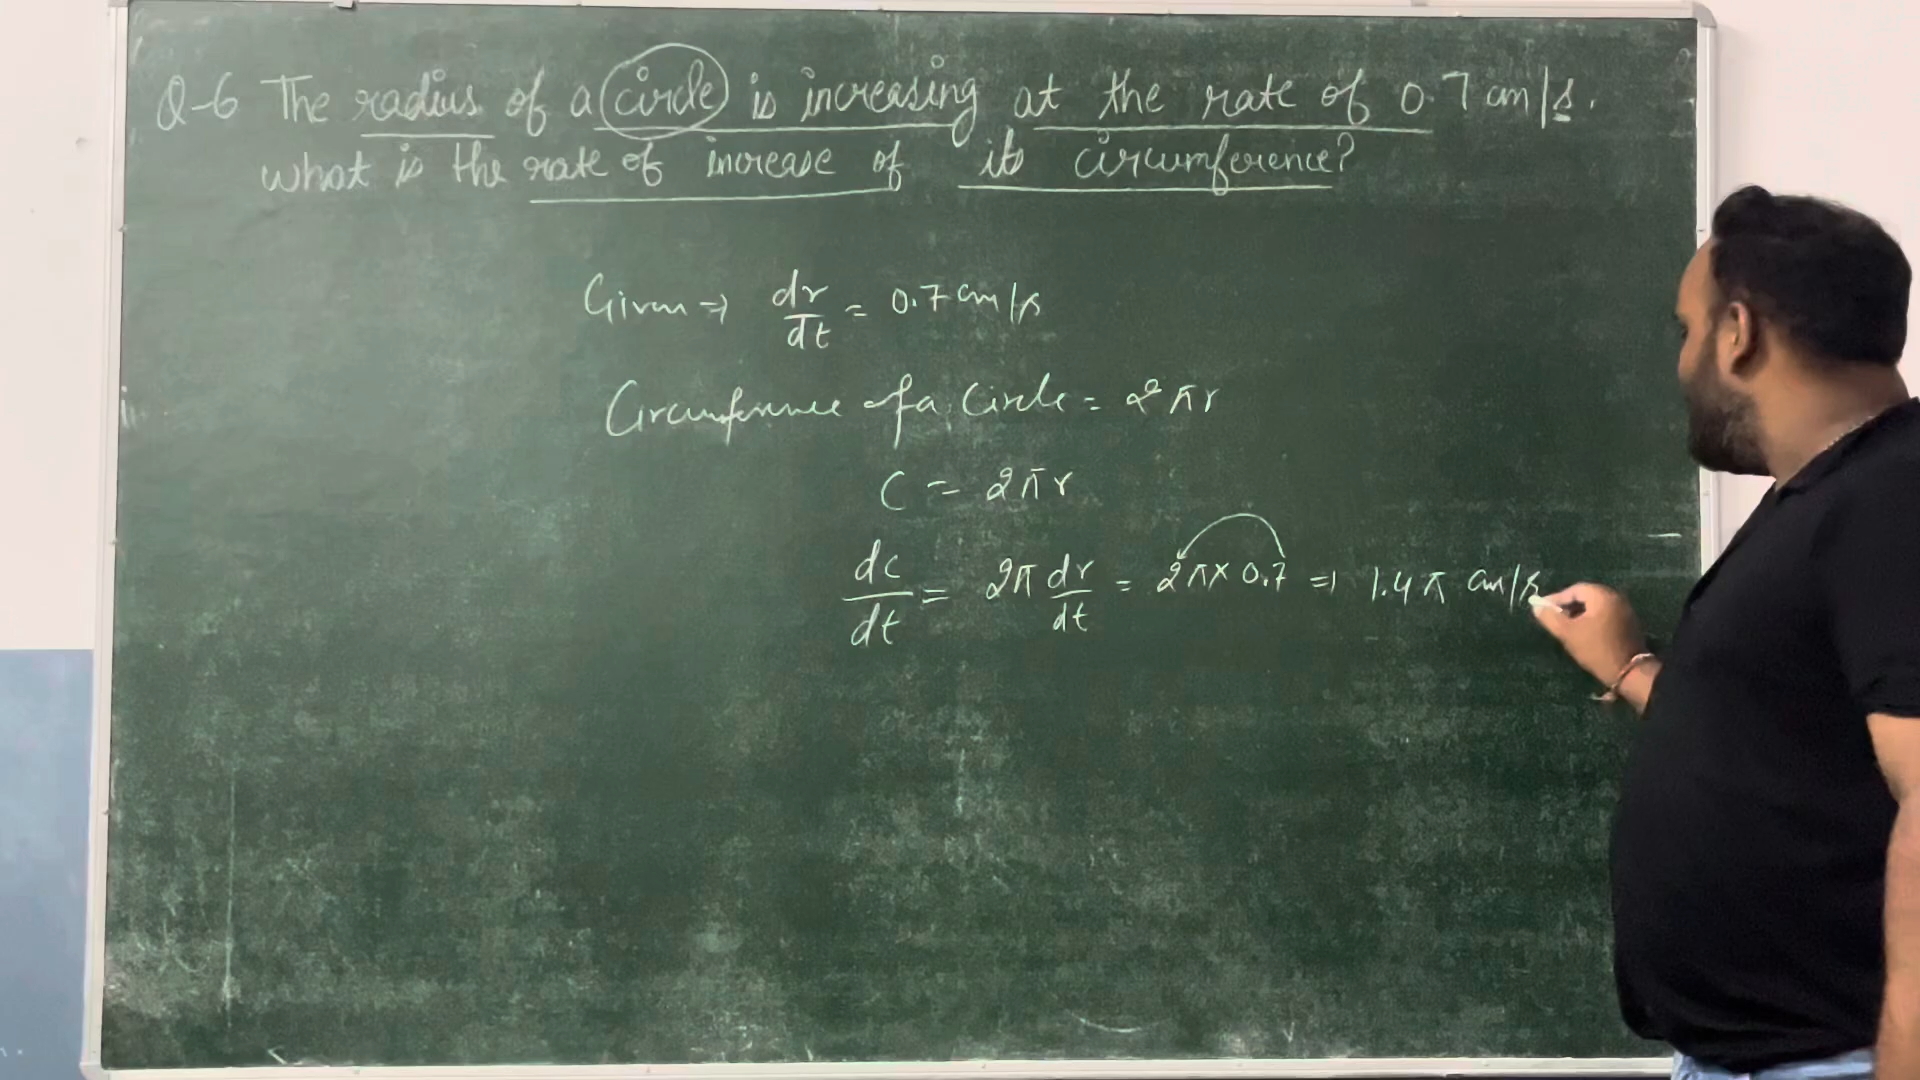 Q-6 The radius of a circle is increasing at the rate of 0.7 cm/s.
what is the rate of increase of its circumference?
Given ⇒ dr/dt = 0.7 cm/s
Circumference of a Circle = 2πr
C = 2πr
dc/dt = 2π dr/dt = 2π × 0.7 ⇒ 1.4π cm/s